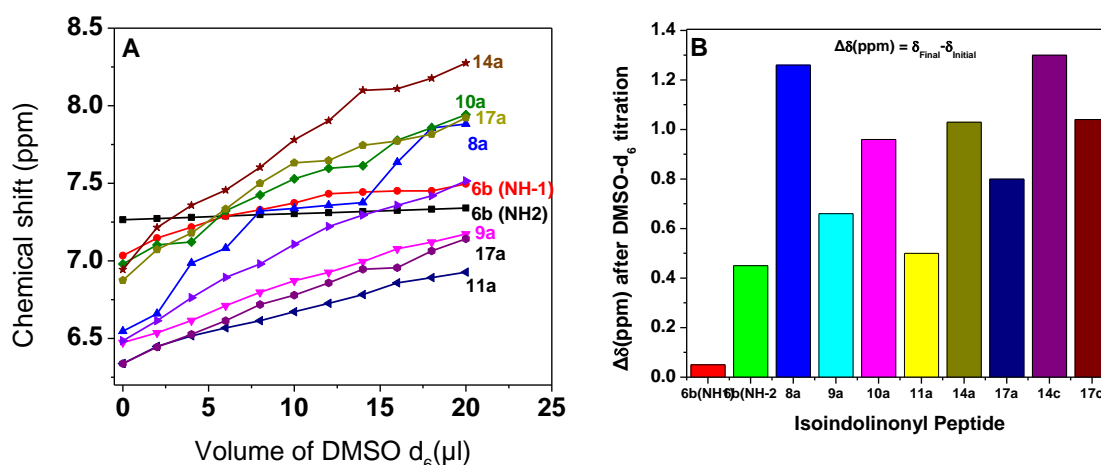 A
8.5
8.0
7.5
7.0
6.5
Chemical shift (ppm)
14a
10a
17a
8a
6b (NH-1)
6b (NH2)
9a
17a
11a
0 5 10 15 20 25 30
Volume of DMSO d6(µl)
B
Δδ(ppm) = δFinal-δInitial
1.4
1.2
1.0
0.8
0.6
0.4
0.2
0.0
Δδ(ppm) after DMSO-d6 titration
6b(NH1) 6b(NH-2 8a 9a 10a 11a 14a 17a 14c 17c
Isoindolinonyl Peptide